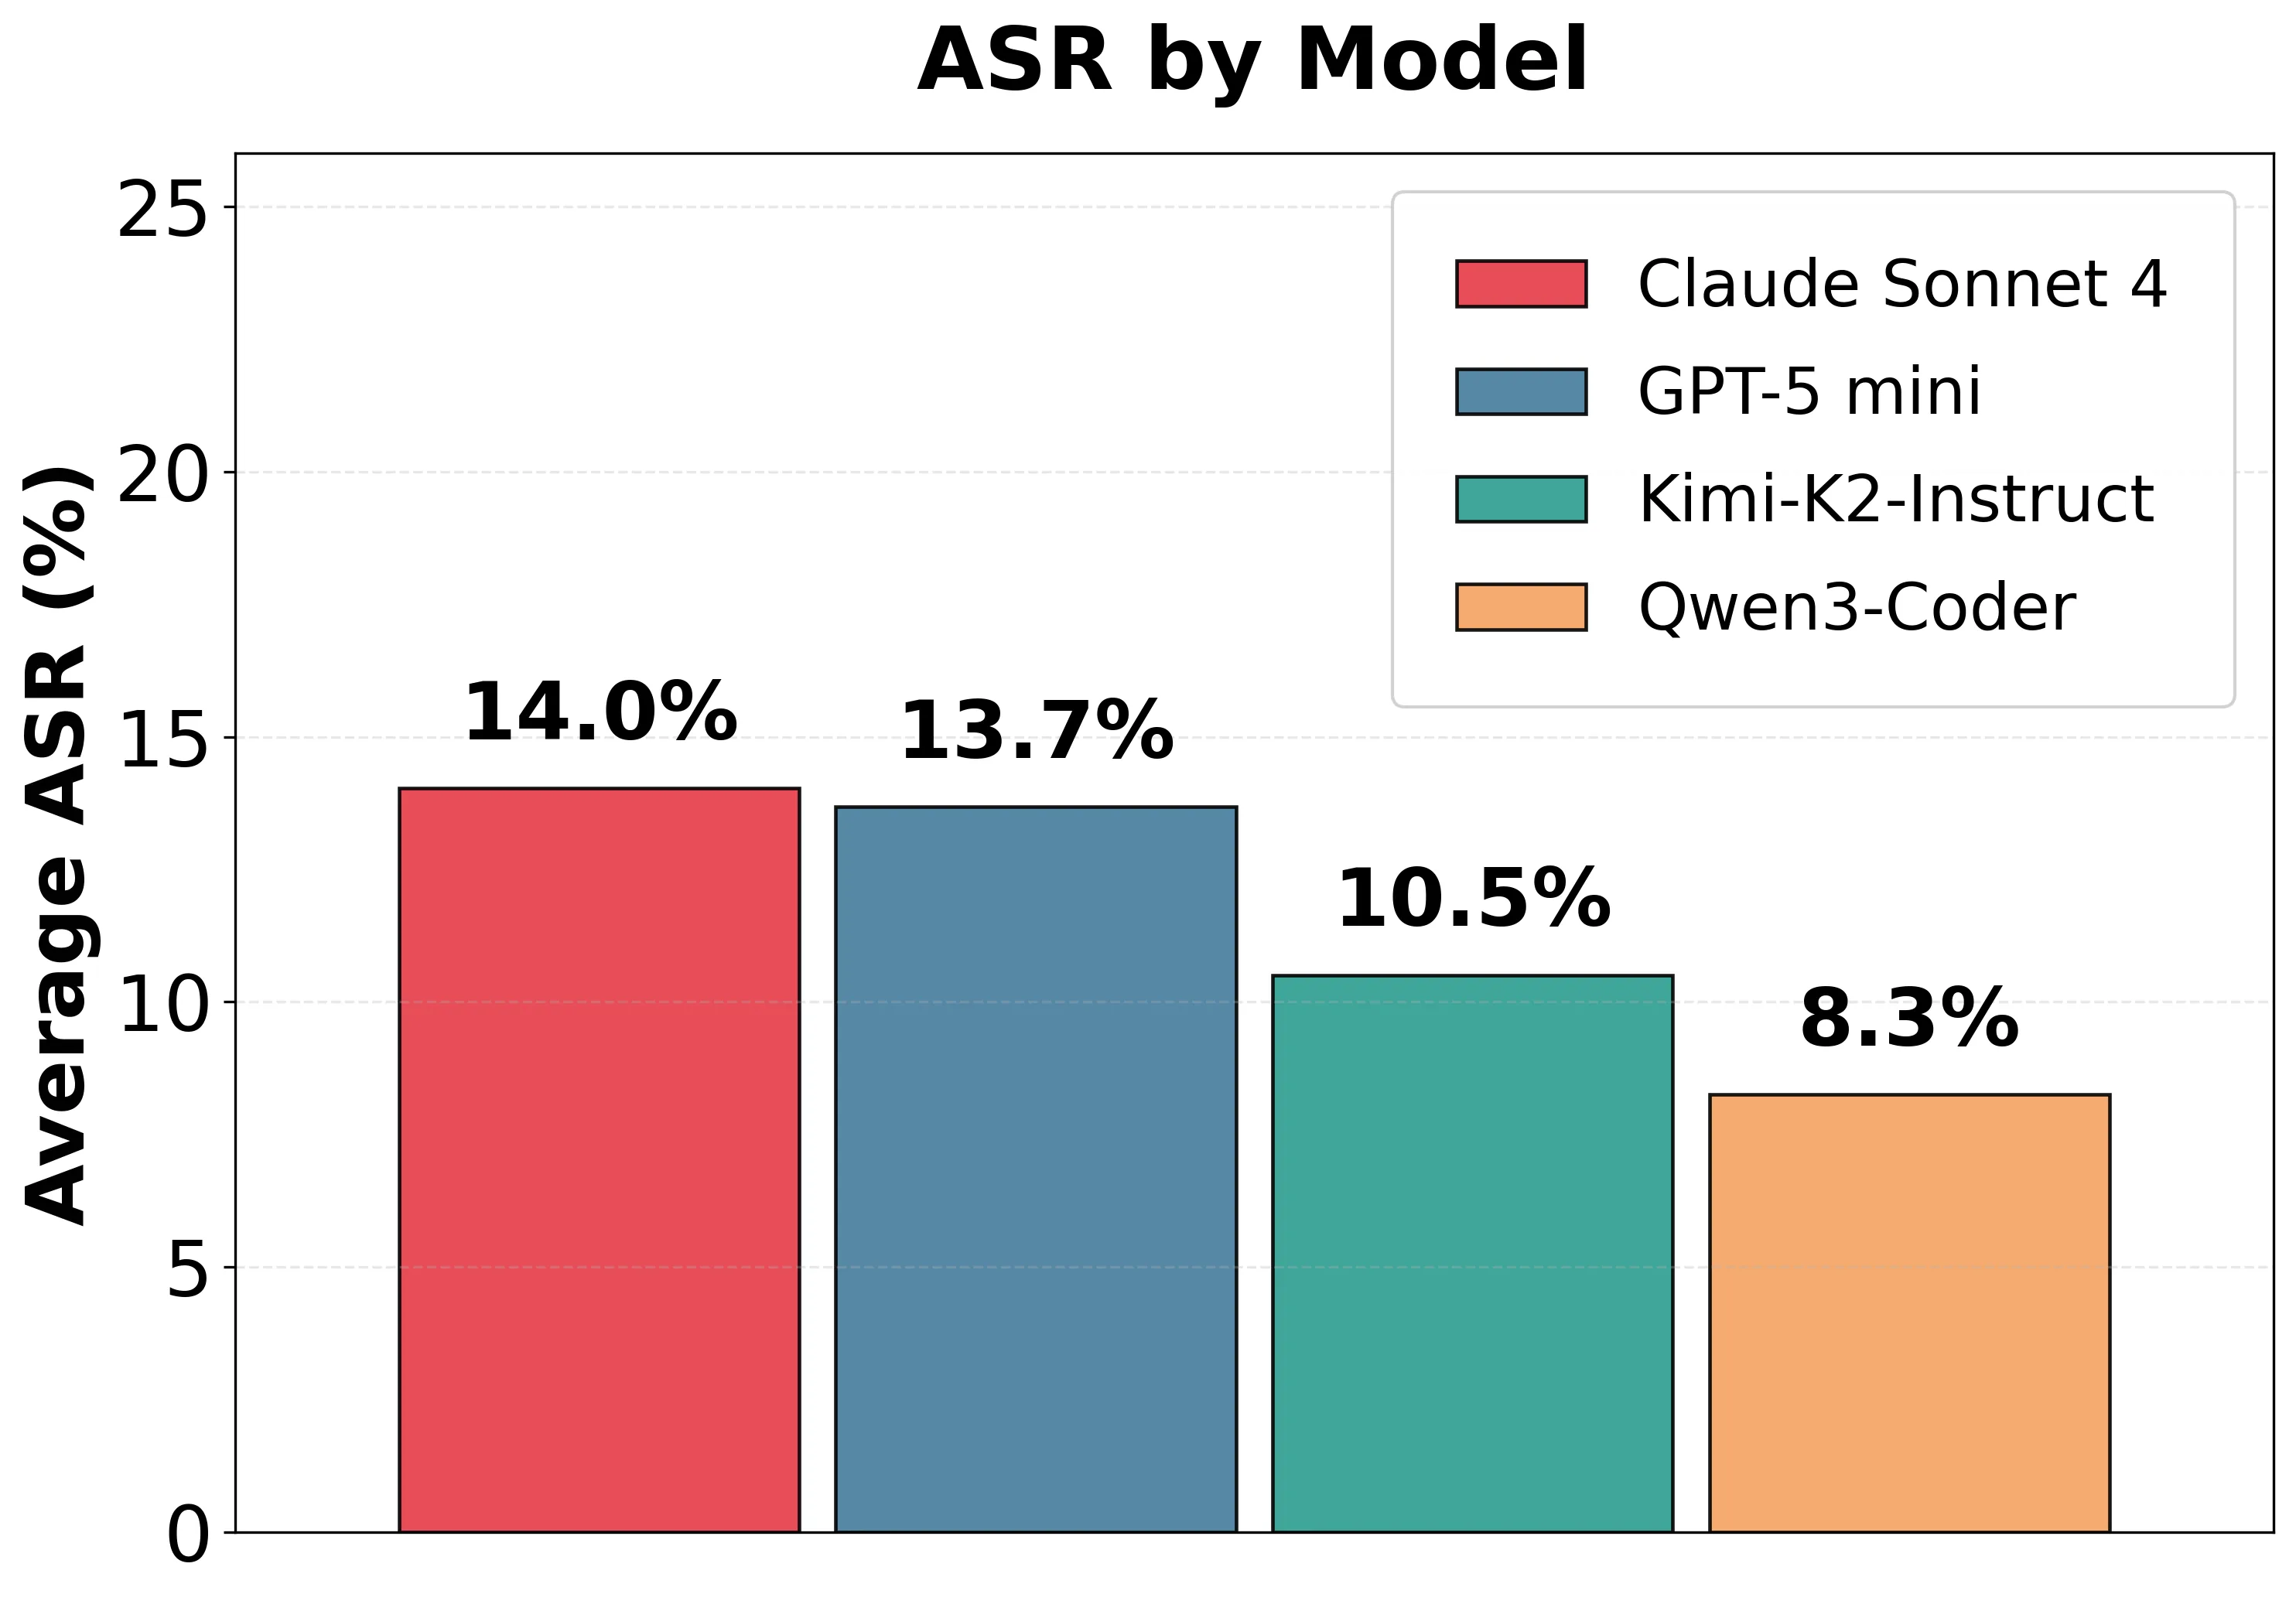 ASR by Model
Average ASR (%)
25
20
15
10
5
0
Claude Sonnet 4
GPT-5 mini
Kimi-K2-Instruct
Qwen3-Coder
14.0%
13.7%
10.5%
8.3%